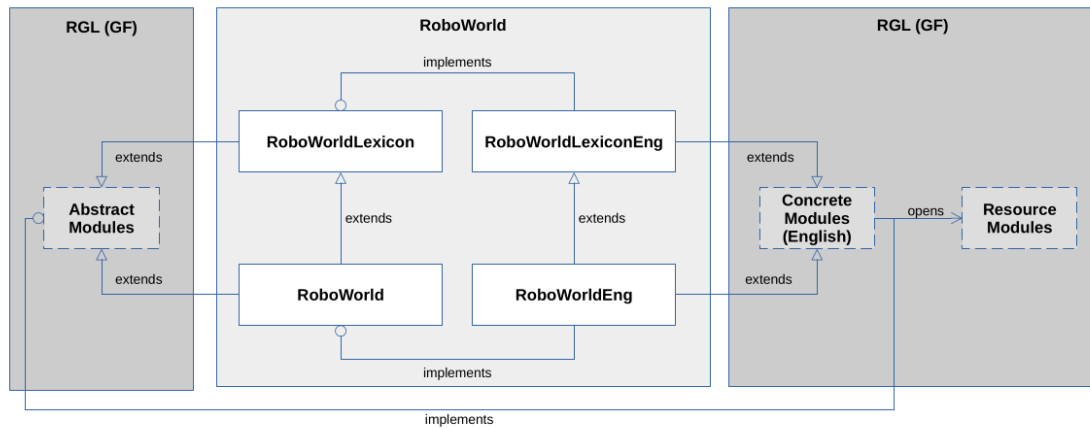 RGL (GF)
RoboWorld
RGL (GF)
implements
RoboWorldLexicon
RoboWorldLexiconEng
extends
extends
Abstract
Modules
extends
extends
Concrete
Modules
(English)
opens
Resource
Modules
extends
RoboWorld
RoboWorldEng
extends
implements
implements